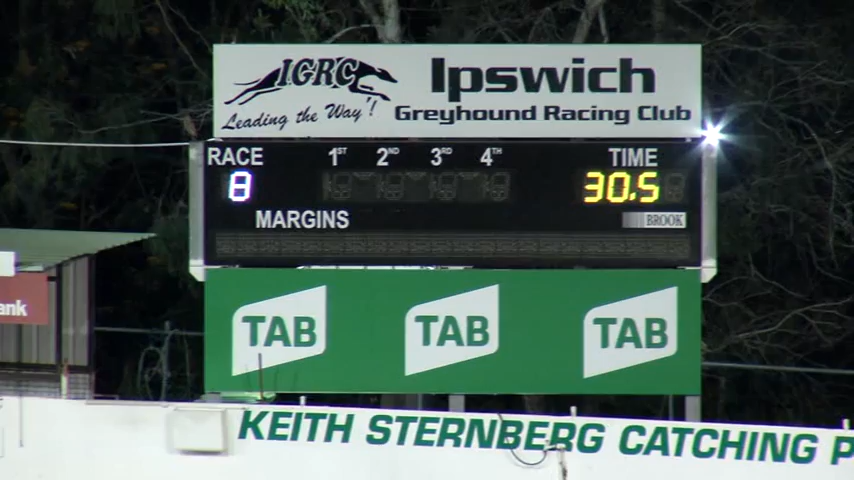 IGRC
Leading the Way'!
Ipswich
Greyhound Racing Club
RACE 1ST 2ND 3RD 4TH TIME
8 30.5
MARGINS BROOK
TAB TAB TAB
ank
KEITH STERNBERG CATCHING P